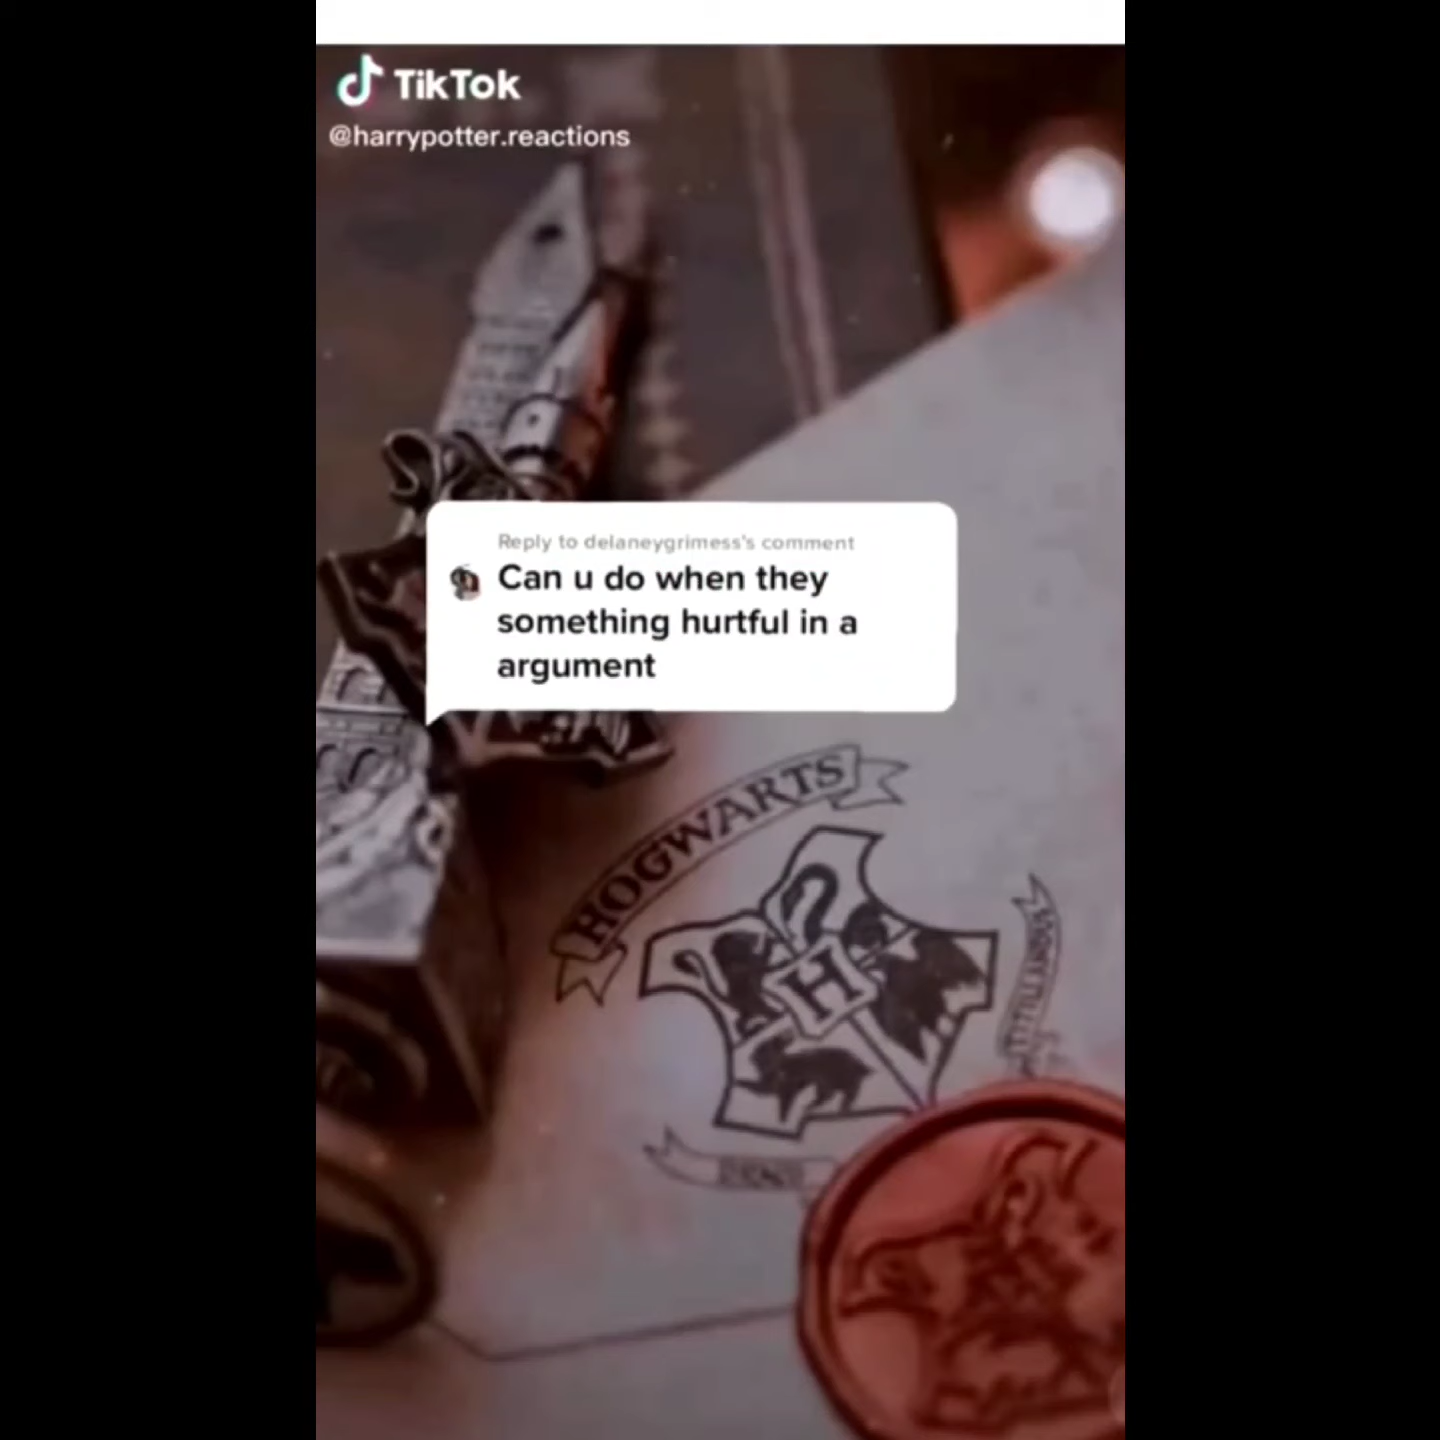 TikTok
@harrypotter.reactions
Reply to delaneygrimess's comment
Can u do when they
something hurtful in a
argument
HOGWARTS
H